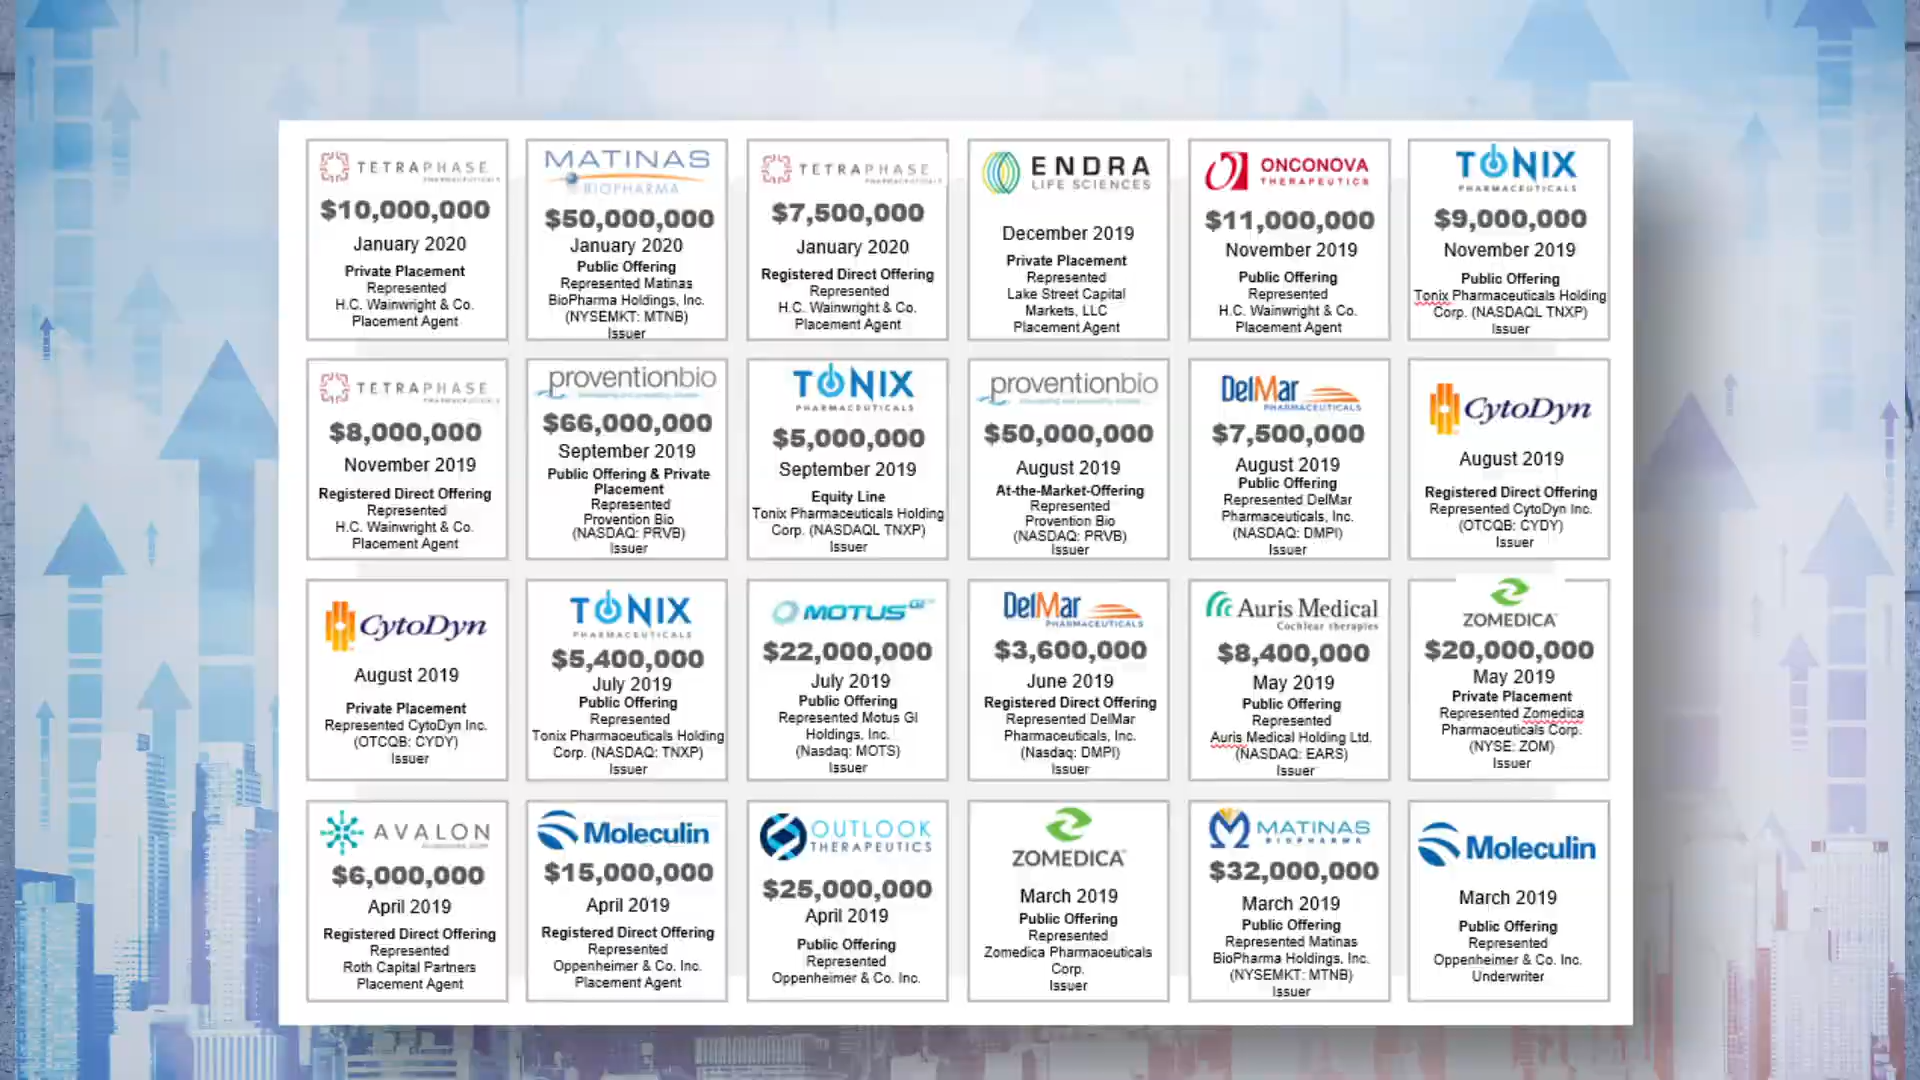 TETRAPHASE
PHARMACEUTICALS
$10,000,000
January 2020
Private Placement
Represented
H.C. Wainwright & Co.
Placement Agent
MATINAS
BIOPHARMA
$50,000,000
January 2020
Public Offering
Represented Matinas
BioPharma Holdings, Inc.
(NYSEMKT: MTNB)
Issuer
TETRAPHASE
PHARMACEUTICALS
$7,500,000
January 2020
Registered Direct Offering
Represented
H.C. Wainwright & Co.
Placement Agent
ENDRA
LIFE SCIENCES
December 2019
Private Placement
Represented
Lake Street Capital
Markets, LLC
Placement Agent
ONCONOVA
THERAPEUTICS
$11,000,000
November 2019
Public Offering
Represented
H.C. Wainwright & Co.
Placement Agent
TONIX
PHARMACEUTICALS
$9,000,000
November 2019
Public Offering
Tonix Pharmaceuticals Holding
Corp. (NASDAQL TNXP)
Issuer
TETRAPHASE
PHARMACEUTICALS
$8,000,000
November 2019
Registered Direct Offering
Represented
H.C. Wainwright & Co.
Placement Agent
proventionbio
$66,000,000
September 2019
Public Offering & Private
Placement
Represented
Provention Bio
(NASDAQ: PRVB)
Issuer
TONIX
PHARMACEUTICALS
$5,000,000
September 2019
Equity Line
Tonix Pharmaceuticals Holding
Corp. (NASDAQL TNXP)
Issuer
proventionbio
$50,000,000
August 2019
At-the-Market-Offering
Represented
Provention Bio
(NASDAQ: PRVB)
Issuer
DelMar
PHARMACEUTICALS
$7,500,000
August 2019
Public Offering
Represented DelMar
Pharmaceuticals, Inc.
(NASDAQ: DMPI)
Issuer
CytoDyn
August 2019
Registered Direct Offering
Represented CytoDyn Inc.
(OTCQB: CYDY)
Issuer
CytoDyn
August 2019
Private Placement
Represented CytoDyn Inc.
(OTCQB: CYDY)
Issuer
TONIX
PHARMACEUTICALS
$5,400,000
July 2019
Public Offering
Represented
Tonix Pharmaceuticals Holding
Corp. (NASDAQ: TNXP)
Issuer
MOTUS GI
$22,000,000
July 2019
Public Offering
Represented Motus GI
Holdings, Inc.
(Nasdaq: MOTS)
Issuer
DelMar
PHARMACEUTICALS
$3,600,000
June 2019
Registered Direct Offering
Represented DelMar
Pharmaceuticals, Inc.
(Nasdaq: DMPI)
Issuer
Auris Medical
Cochlear therapies
$8,400,000
May 2019
Public Offering
Represented
Auris Medical Holding Ltd.
(NASDAQ: EARS)
Issuer
ZOMEDICA
$20,000,000
May 2019
Private Placement
Represented Zomedica
Pharmaceuticals Corp.
(NYSE: ZOM)
Issuer
AVALON
$6,000,000
April 2019
Registered Direct Offering
Represented
Roth Capital Partners
Placement Agent
Moleculin
$15,000,000
April 2019
Registered Direct Offering
Represented
Oppenheimer & Co. Inc.
Placement Agent
OUTLOOK
THERAPEUTICS
$25,000,000
April 2019
Public Offering
Represented
Oppenheimer & Co. Inc.
ZOMEDICA
March 2019
Public Offering
Represented
Zomedica Pharmaceuticals
Corp.
Issuer
MATINAS
BIOPHARMA
$32,000,000
March 2019
Public Offering
Represented Matinas
BioPharma Holdings, Inc.
(NYSEMKT: MTNB)
Issuer
Moleculin
March 2019
Public Offering
Represented
Oppenheimer & Co. Inc.
Underwriter